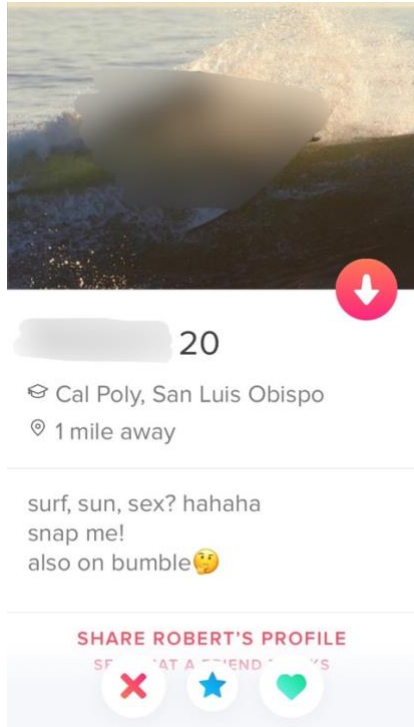 20
Cal Poly, San Luis Obispo
1 mile away
surf, sun, sex? hahaha
snap me!
also on bumble🤔
SHARE ROBERT'S PROFILE